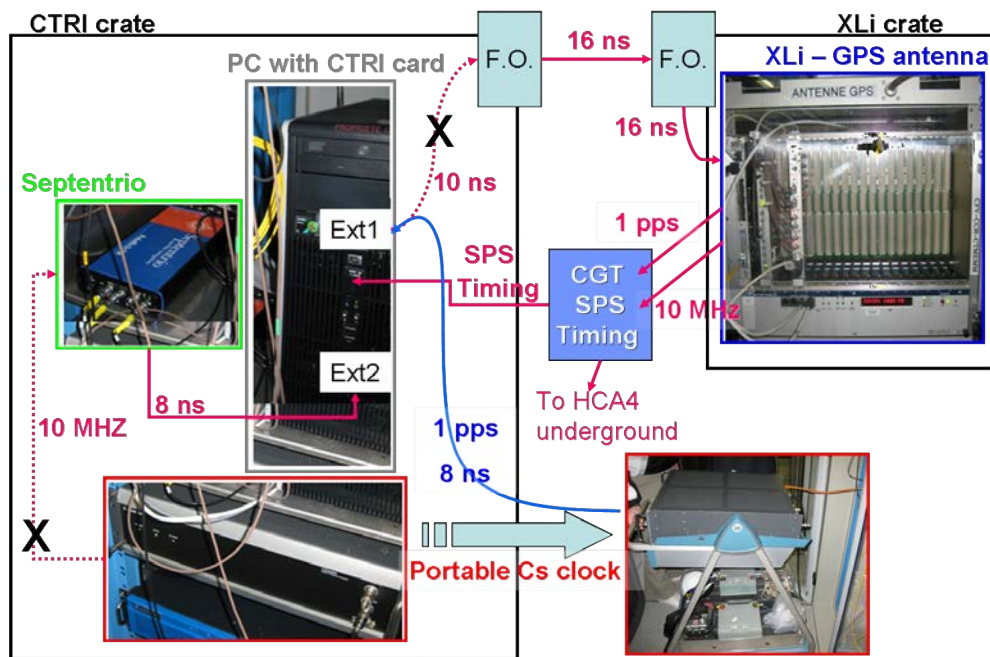 CTRI crate
XLi crate
PC with CTRI card
F.O.
16 ns
F.O.
XLi – GPS antenna
ANTENNE GPS
X
16 ns
10 ns
Septentrio
Septentrio
Ext1
1 pps
SPS
Timing
CGT
SPS
Timing
10 MHz
Ext2
8 ns
To HCA4
underground
10 MHZ
1 pps
8 ns
X
Portable Cs clock